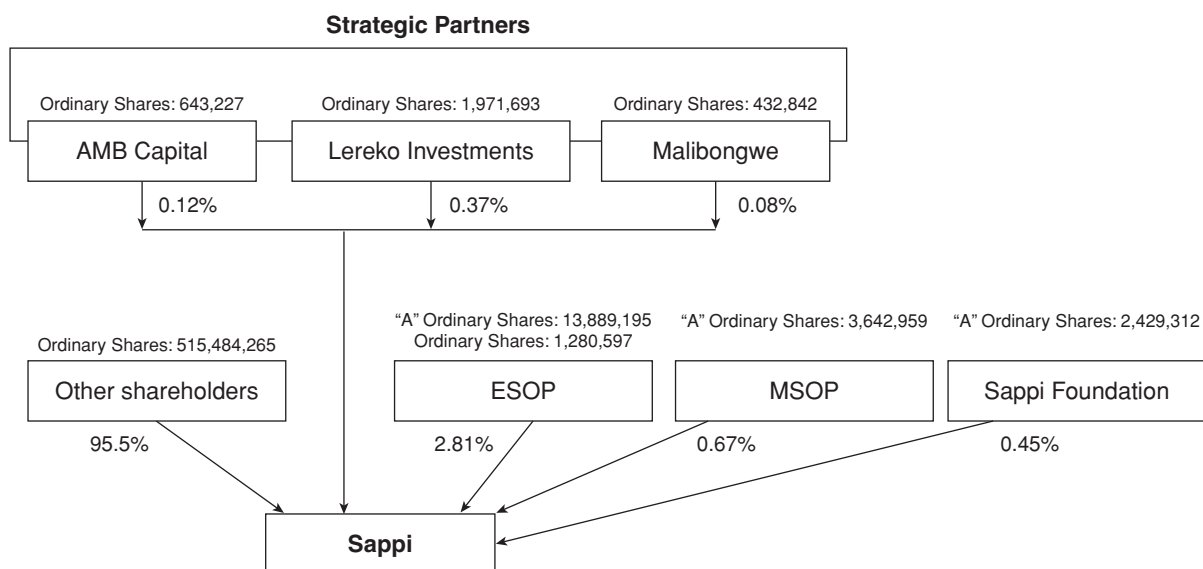 Strategic Partners
Ordinary Shares: 643,227
Ordinary Shares: 1,971,693
Ordinary Shares: 432,842
AMB Capital
Lereko Investments
Malibongwe
0.12%
0.37%
0.08%
“A” Ordinary Shares: 13,889,195
Ordinary Shares: 1,280,597
“A” Ordinary Shares: 3,642,959
“A” Ordinary Shares: 2,429,312
Ordinary Shares: 515,484,265
Other shareholders
ESOP
MSOP
Sappi Foundation
95.5%
2.81%
0.67%
0.45%
Sappi